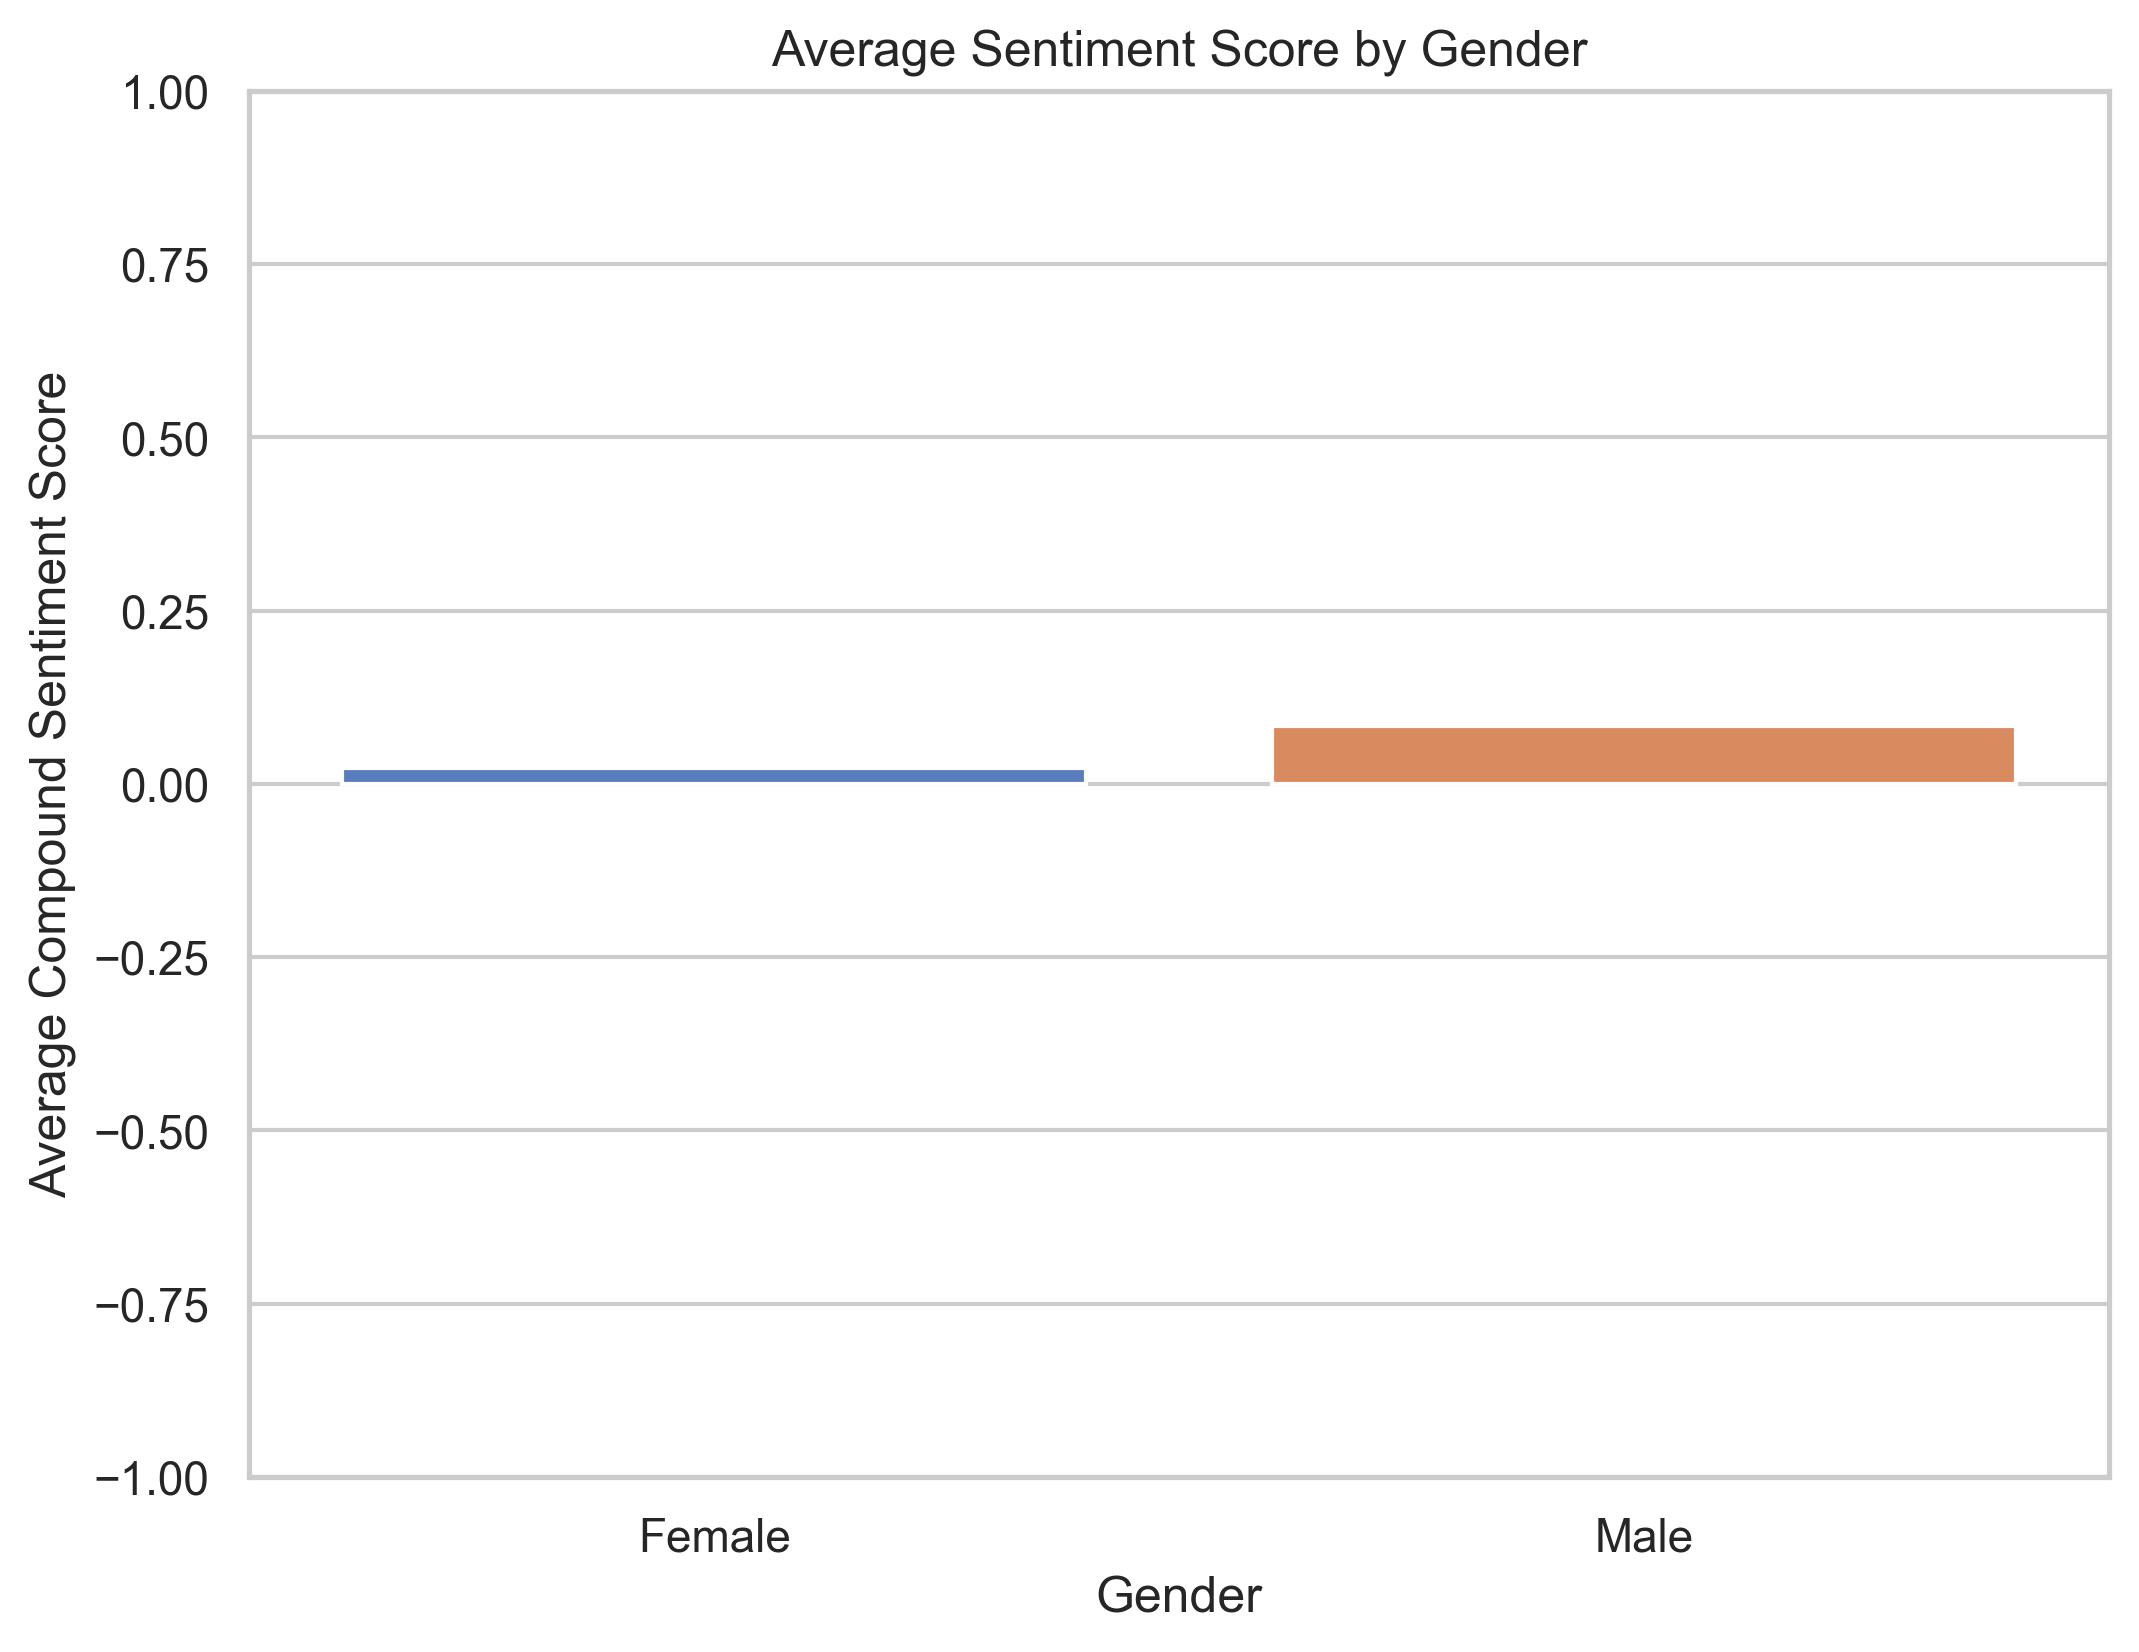 Average Sentiment Score by Gender
1.00
0.75
0.50
0.25
0.00
−0.25
−0.50
−0.75
−1.00
Average Compound Sentiment Score
Female
Male
Gender